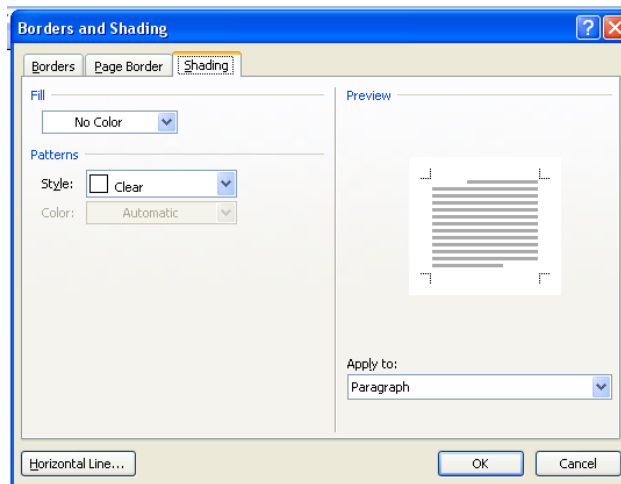 Borders and Shading
Borders Page Border Shading
Fill
No Color
Patterns
Style: Clear
Color: Automatic
Preview
Apply to:
Paragraph
Horizontal Line...
OK Cancel